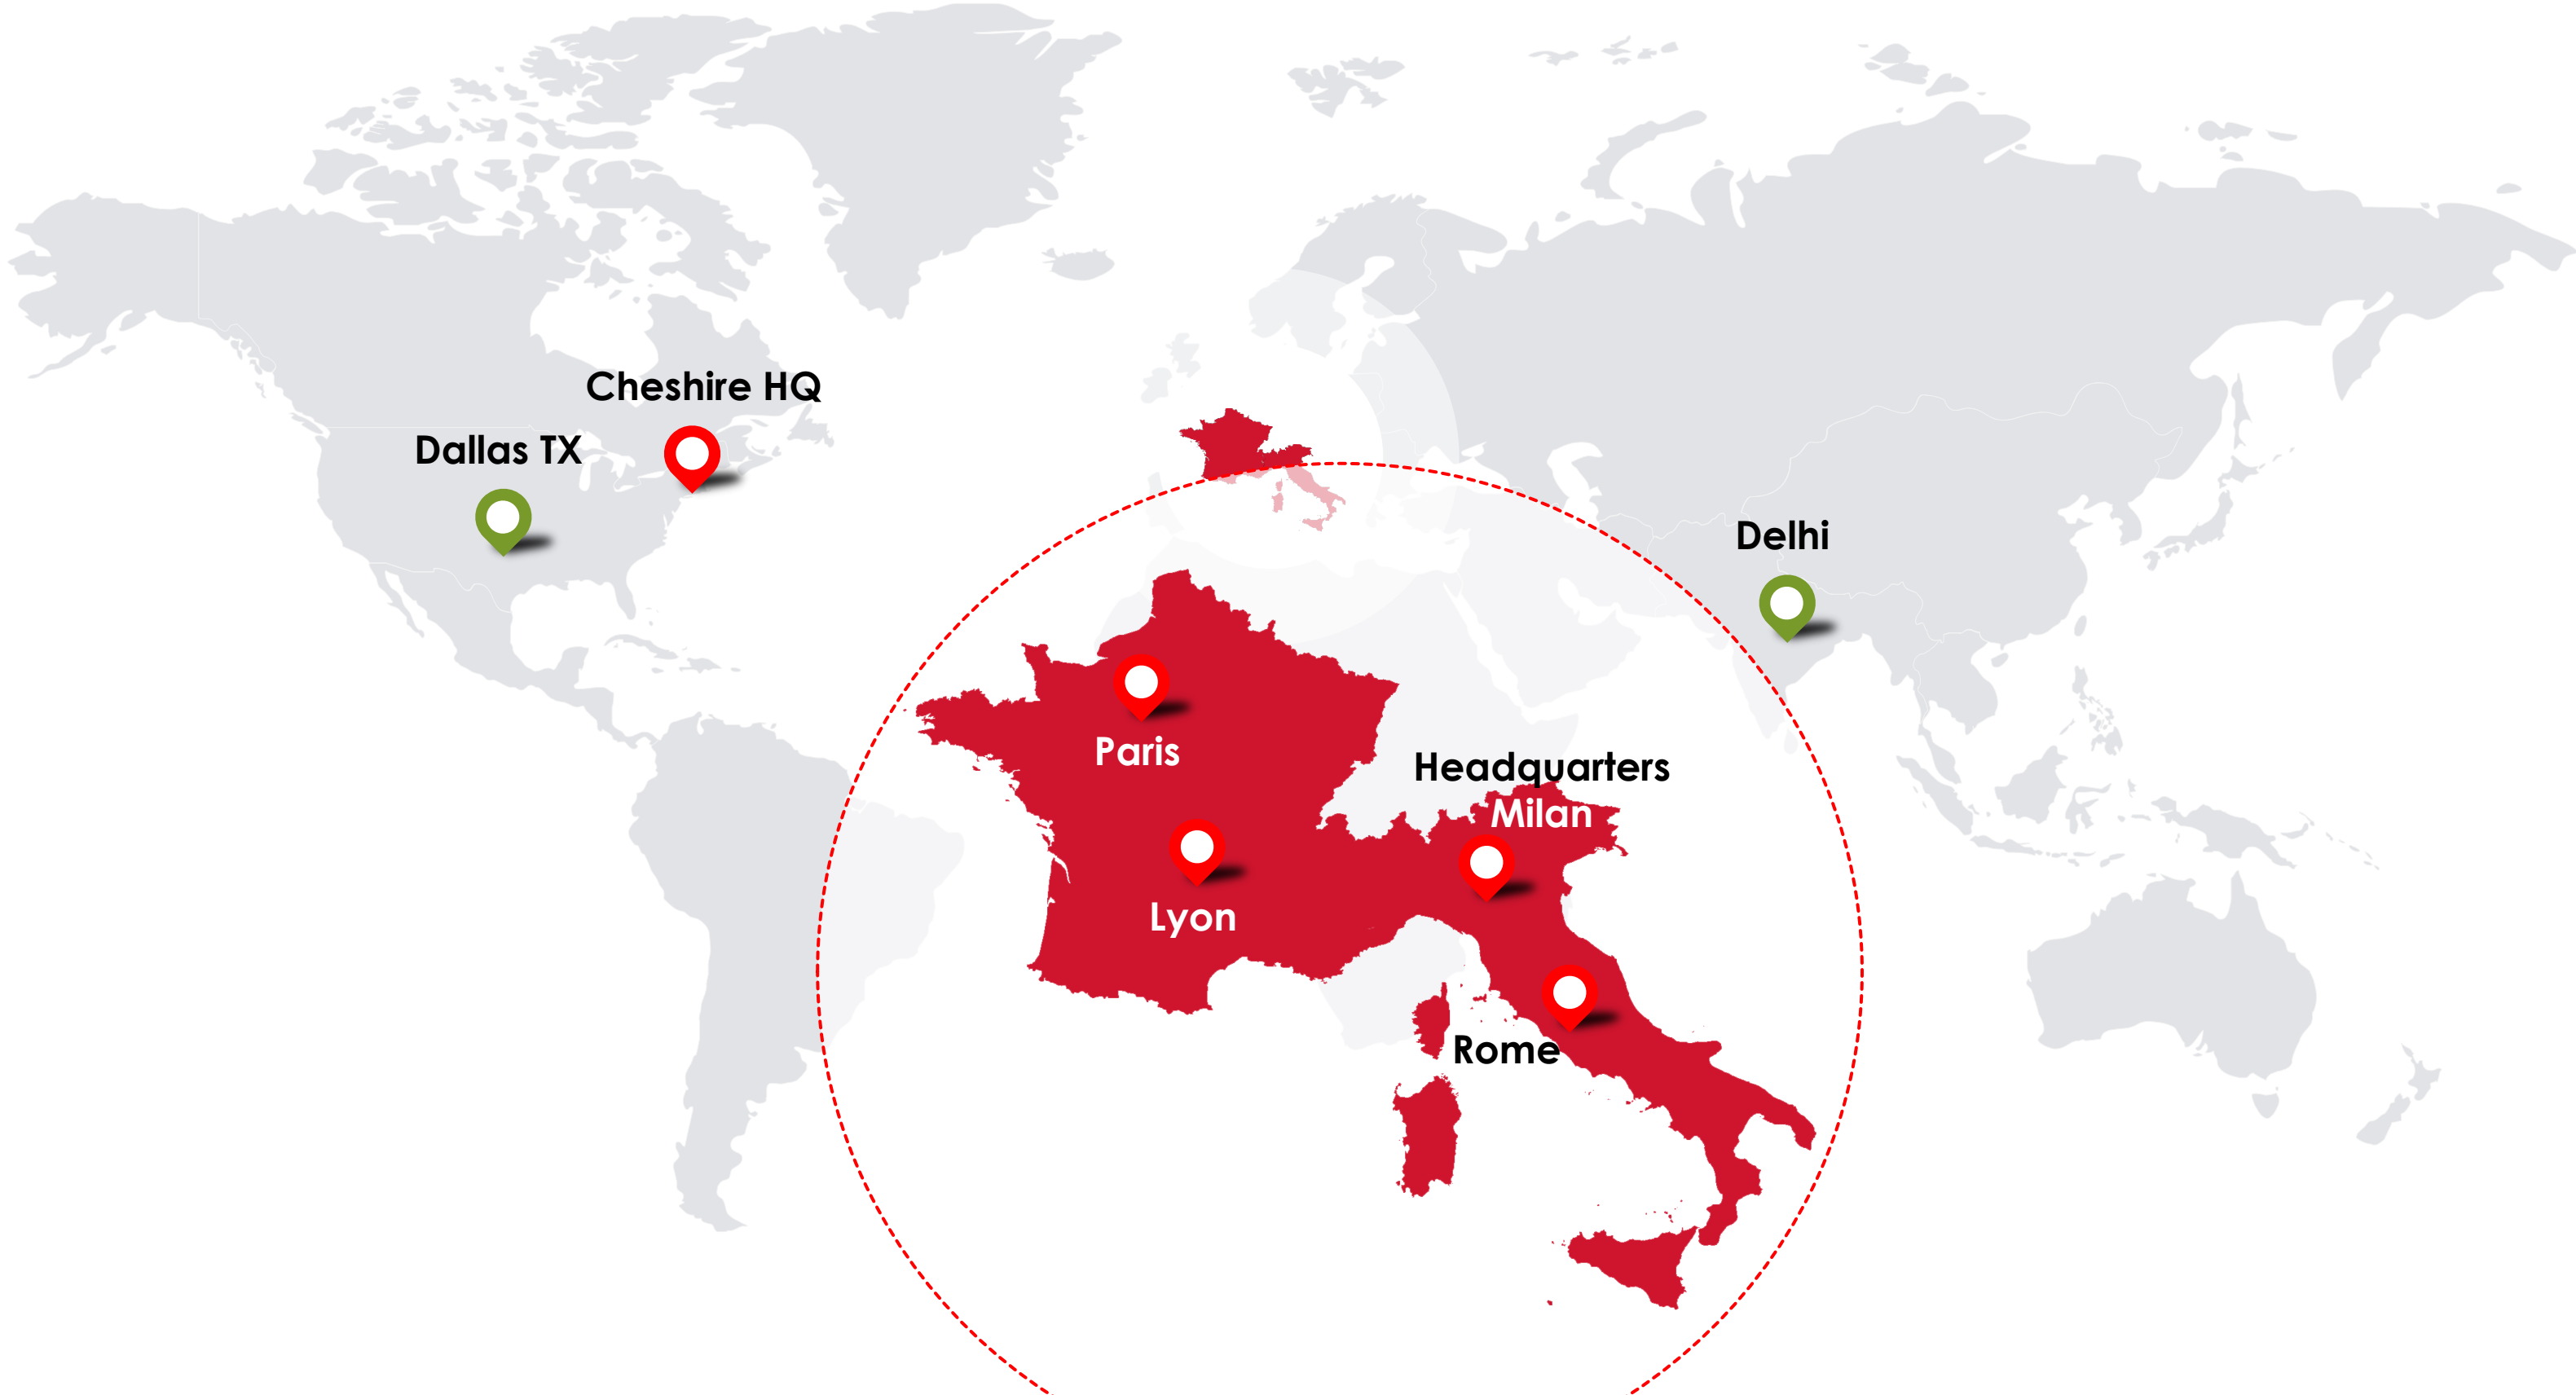 Cheshire HQ
Dallas TX
Delhi
Paris
Headquarters
Milan
Lyon
Rome